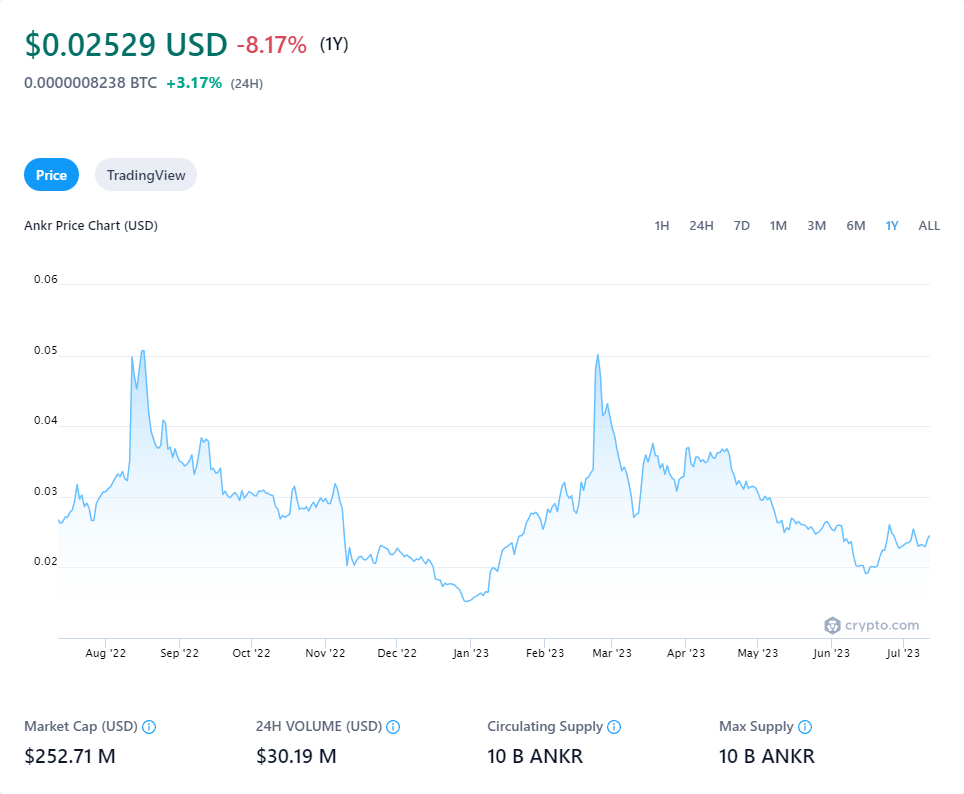 $0.02529 USD -8.17% (1Y)
0.0000008238 BTC +3.17% (24H)
Price TradingView
Ankr Price Chart (USD) 1H 24H 7D 1M 3M 6M 1Y ALL
0.06
0.05
0.04
0.03
0.02
crypto.com
Aug '22 Sep '22 Oct '22 Nov '22 Dec '22 Jan '23 Feb '23 Mar '23 Apr '23 May '23 Jun '23 Jul '23
Market Cap (USD) 24H VOLUME (USD) Circulating Supply Max Supply
$252.71 M $30.19 M 10 B ANKR 10 B ANKR